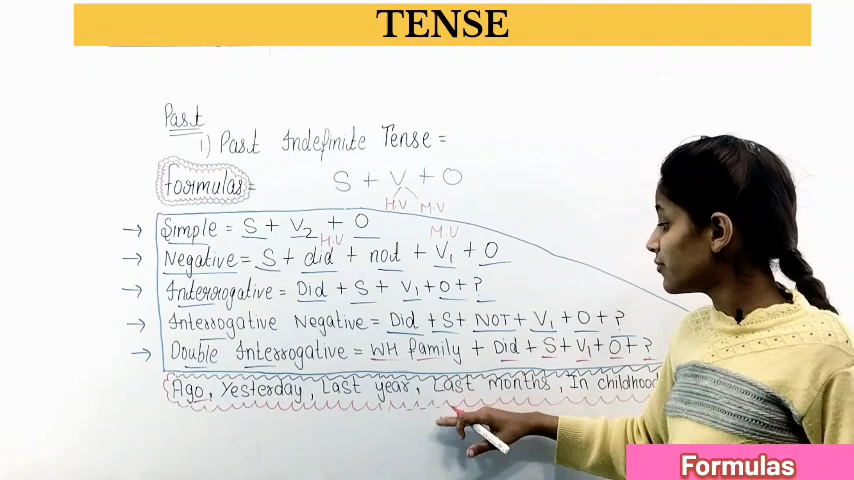 TENSE
Past
1) Past Indefinite Tense =
Formulas = S + V + O
H.V M.V
Simple = S + V2 + O
H.V M.V
Negative = S + did + not + V1 + O
Interrogative = Did + S + V1 + O + ?
Interrogative Negative = Did + S + NOT + V1 + O + ?
Double Interrogative = WH family + Did + S + V1 + O + ?
Ago, Yesterday, Last year, Last months, In childhood
Formulas